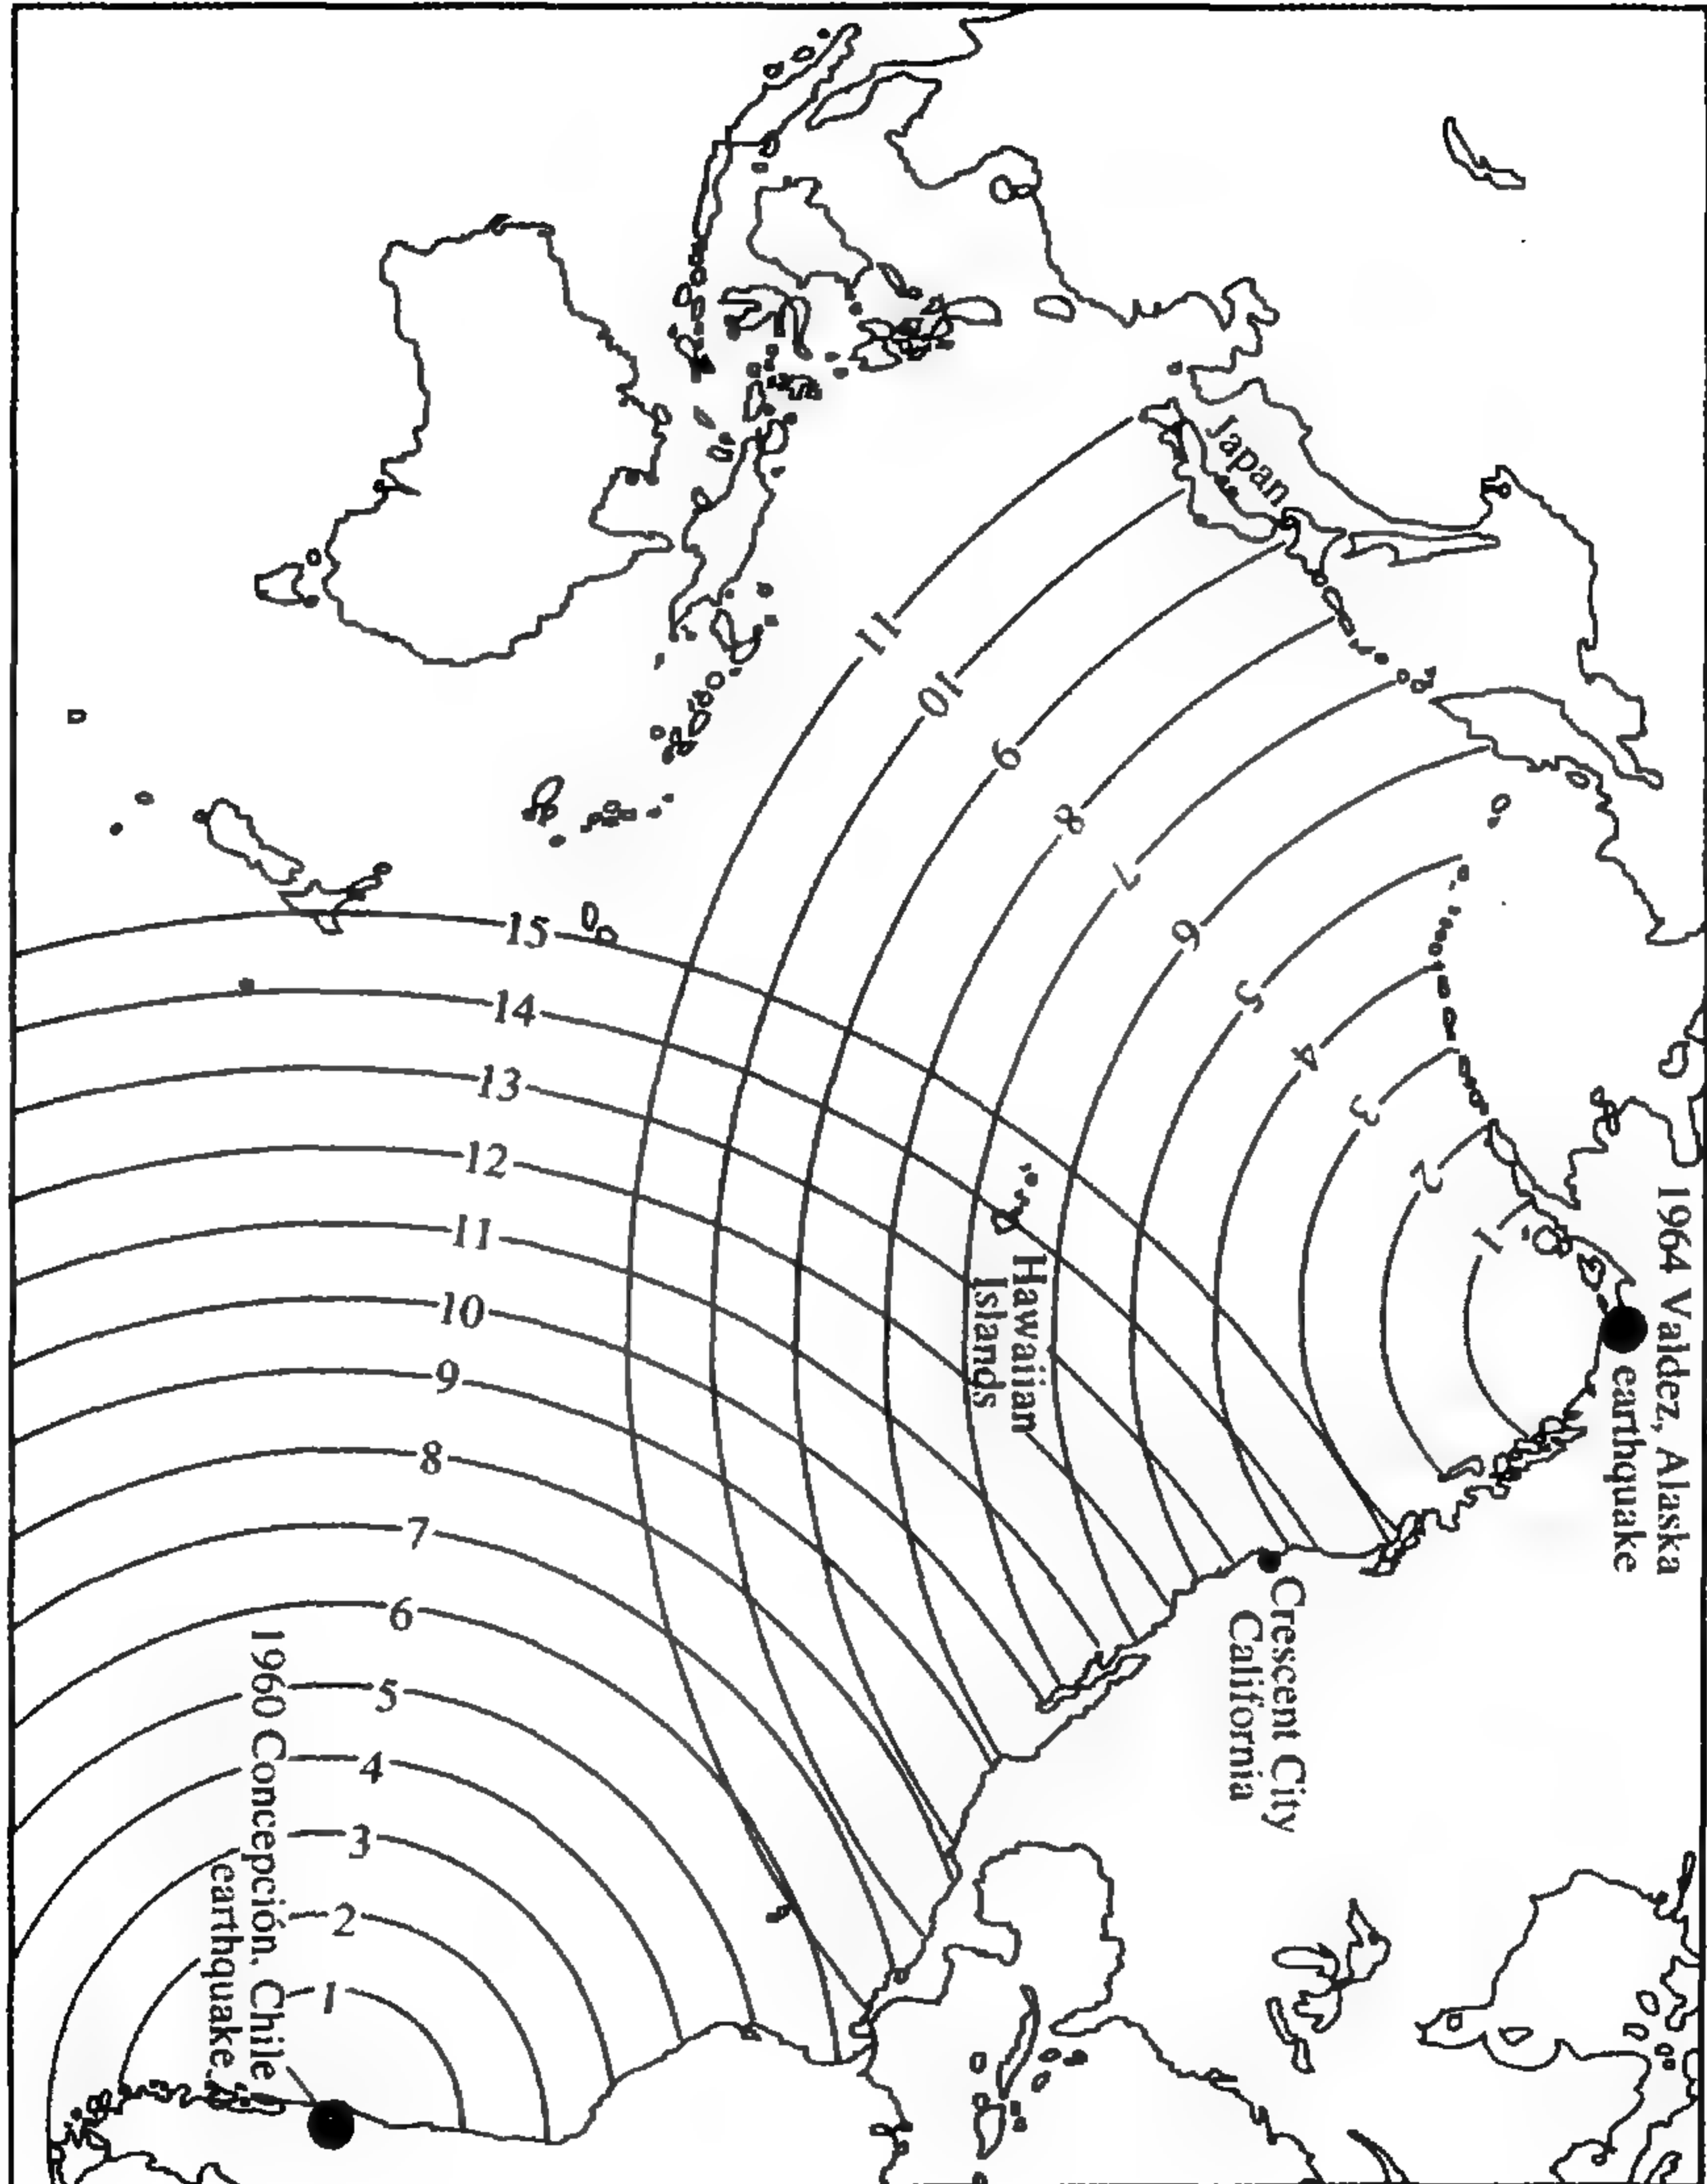 1964 Valdez, Alaska
earthquake
1
2
3
4
5
6
7
8
9
10
11
Japan
Crescent City
California
Hawaiian
Islands
15
14
13
12
11
10
9
8
7
6
5
4
3
2
1
1960 Concepción, Chile
earthquake